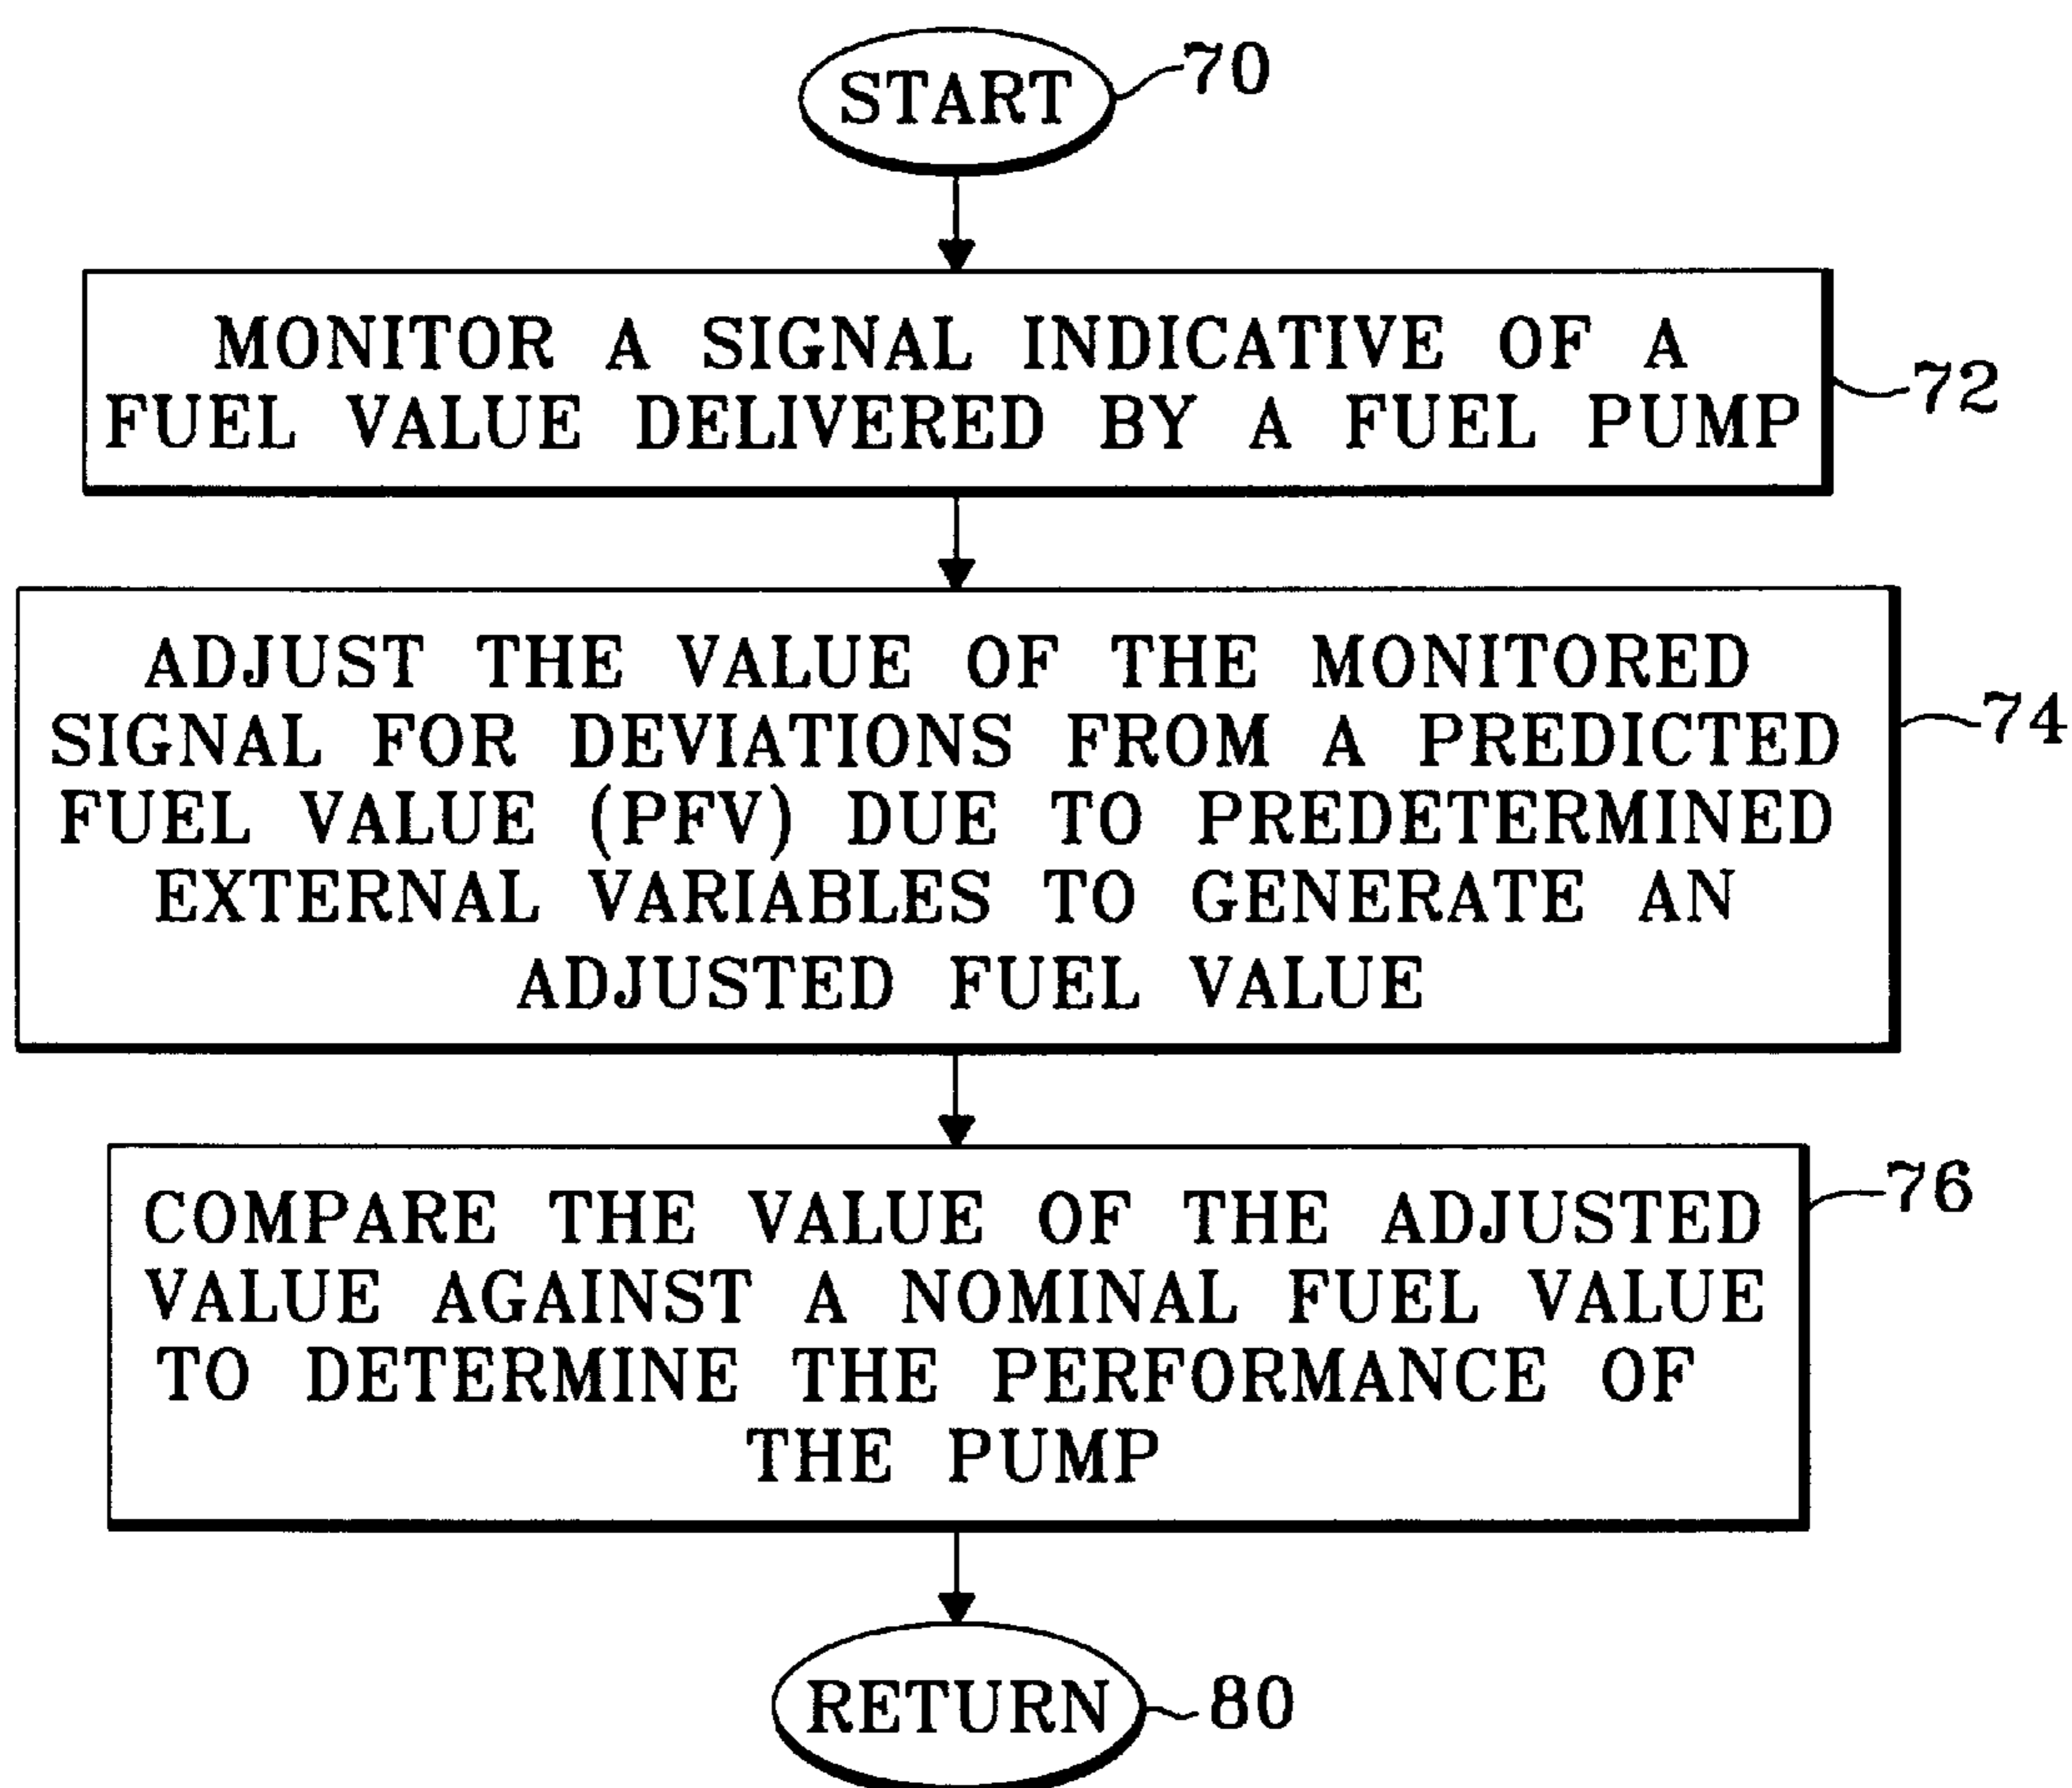 START
70
MONITOR A SIGNAL INDICATIVE OF A
FUEL VALUE DELIVERED BY A FUEL PUMP
72
ADJUST THE VALUE OF THE MONITORED
SIGNAL FOR DEVIATIONS FROM A PREDICTED
FUEL VALUE (PFV) DUE TO PREDETERMINED
EXTERNAL VARIABLES TO GENERATE AN
ADJUSTED FUEL VALUE
74
COMPARE THE VALUE OF THE ADJUSTED
VALUE AGAINST A NOMINAL FUEL VALUE
TO DETERMINE THE PERFORMANCE OF
THE PUMP
76
RETURN
80